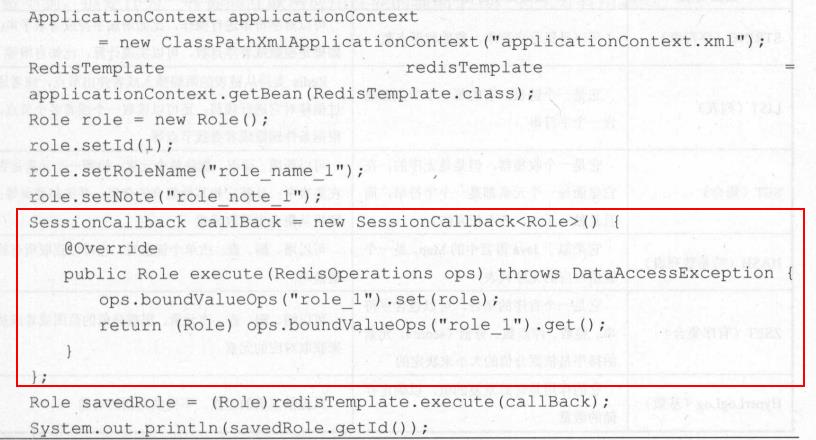 ApplicationContext applicationContext
= new ClassPathXmlApplicationContext("applicationContext.xml");
RedisTemplate redisTemplate =
applicationContext.getBean(RedisTemplate.class);
Role role = new Role();
role.setId(1);
role.setRoleName("role_name_1");
role.setNote("role_note_1");
SessionCallback callBack = new SessionCallback<Role>() {
@Override
public Role execute(RedisOperations ops) throws DataAccessException {
ops.boundValueOps("role_1").set(role);
return (Role) ops.boundValueOps("role_1").get();
}
};
Role savedRole = (Role)redisTemplate.execute(callBack);
System.out.println(savedRole.getId());